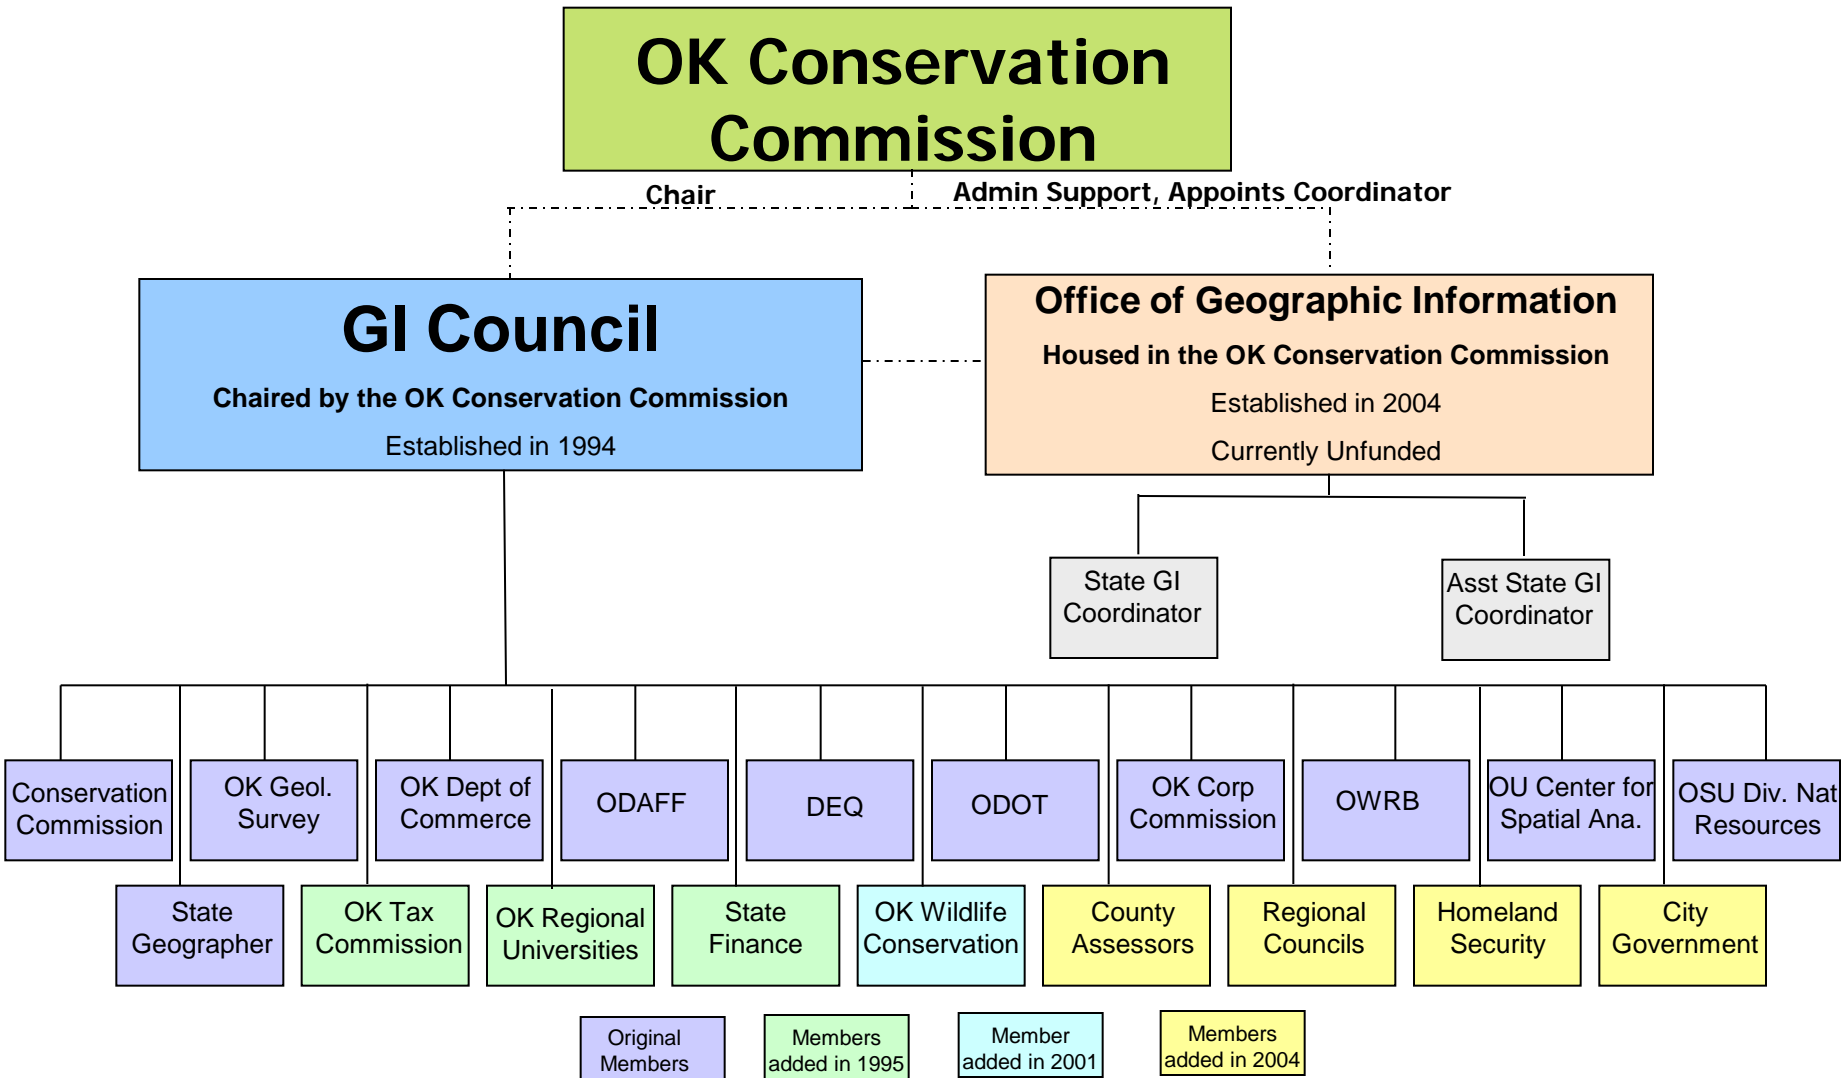 OK Conservation
Commission
Chair
Admin Support, Appoints Coordinator
GI Council
Chaired by the OK Conservation Commission
Established in 1994
Office of Geographic Information
Housed in the OK Conservation Commission
Established in 2004
Currently Unfunded
State GI
Coordinator
Asst State GI
Coordinator
Conservation
Commission
OK Geol.
Survey
OK Dept of
Commerce
ODAFF
DEQ
ODOT
OK Corp
Commission
OWRB
OU Center for
Spatial Ana.
OSU Div. Nat
Resources
State
Geographer
OK Tax
Commission
OK Regional
Universities
State
Finance
OK Wildlife
Conservation
County
Assessors
Regional
Councils
Homeland
Security
City
Government
Original
Members
Members
added in 1995
Member
added in 2001
Members
added in 2004